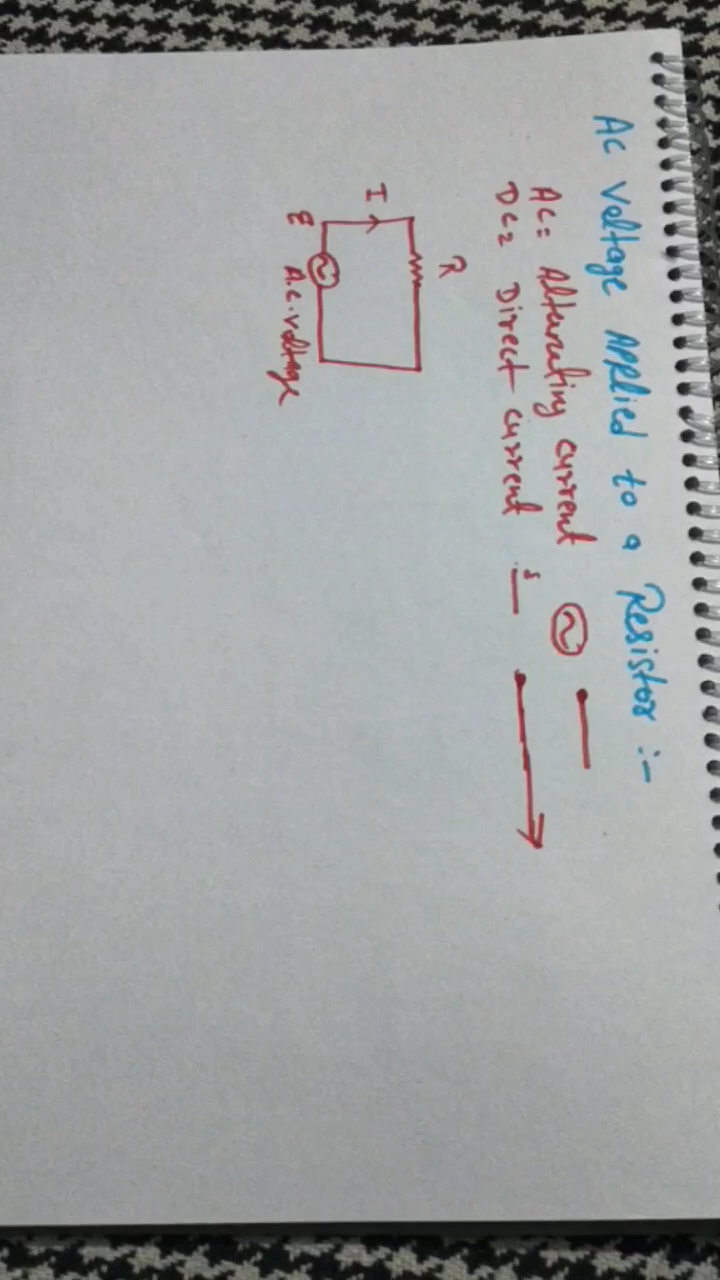 Ac voltage APPlied to a Resistor :-
AC = Alternating current
DC = Direct current
R
I
E
A.C. voltage